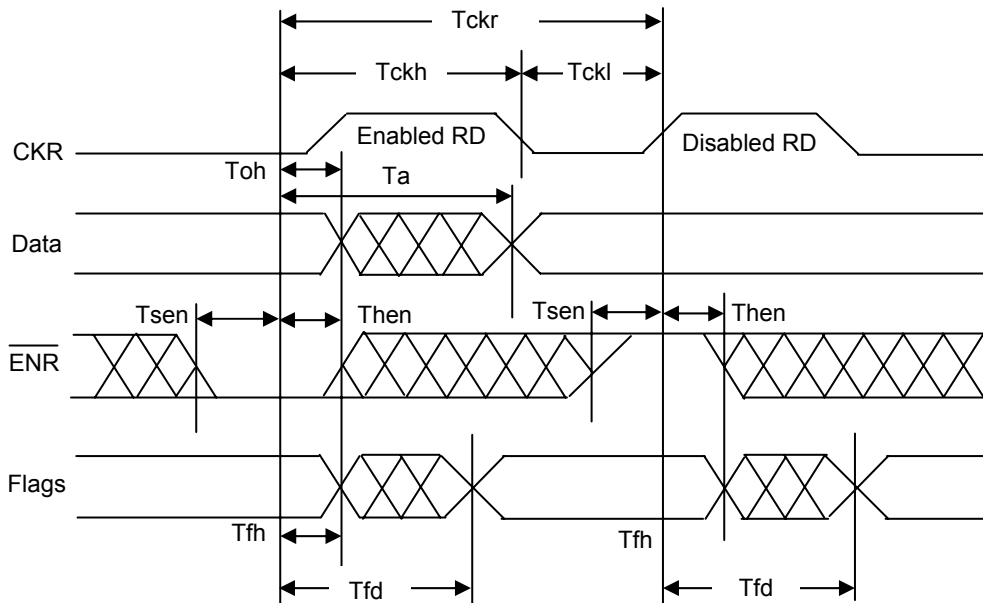 Tckr
Tckh Tckl
CKR Enabled RD Disabled RD
Toh Ta
Data
Tsen Then Tsen Then
ENR
Flags
Tfh Tfh
Tfd Tfd